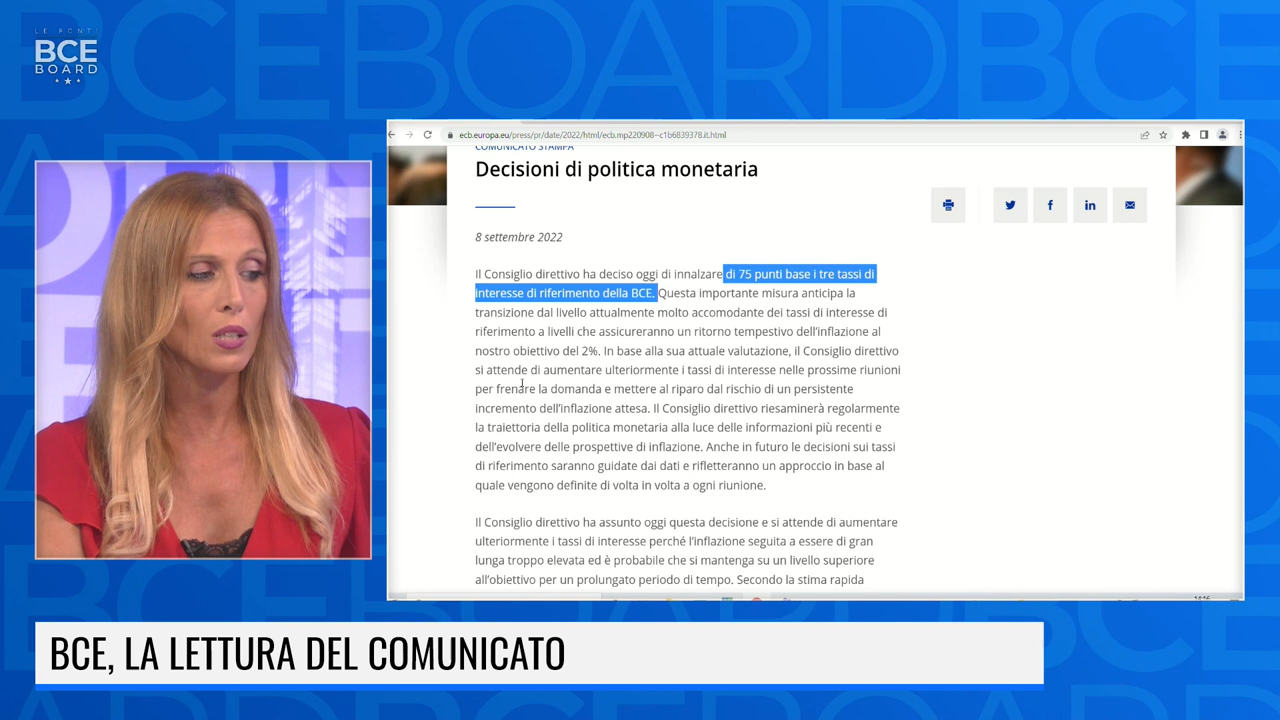 LE FONTI
BCE
BOARD
ecb.europa.eu/press/pr/date/2022/html/ecb.mp220908~c1b6839378.it.html
COMUNICATO STAMPA
Decisioni di politica monetaria
8 settembre 2022
Il Consiglio direttivo ha deciso oggi di innalzare di 75 punti base i tre tassi di
interesse di riferimento della BCE. Questa importante misura anticipa la
transizione dal livello attualmente molto accomodante dei tassi di interesse di
riferimento a livelli che assicureranno un ritorno tempestivo dell'inflazione al
nostro obiettivo del 2%. In base alla sua attuale valutazione, il Consiglio direttivo
si attende di aumentare ulteriormente i tassi di interesse nelle prossime riunioni
per frenare la domanda e mettere al riparo dal rischio di un persistente
incremento dell'inflazione attesa. Il Consiglio direttivo riesaminerà regolarmente
la traiettoria della politica monetaria alla luce delle informazioni più recenti e
dell'evolvere delle prospettive di inflazione. Anche in futuro le decisioni sui tassi
di riferimento saranno guidate dai dati e rifletteranno un approccio in base al
quale vengono definite di volta in volta a ogni riunione.
Il Consiglio direttivo ha assunto oggi questa decisione e si attende di aumentare
ulteriormente i tassi di interesse perché l'inflazione seguita a essere di gran
lunga troppo elevata ed è probabile che si mantenga su un livello superiore
all'obiettivo per un prolungato periodo di tempo. Secondo la stima rapida
BCE, LA LETTURA DEL COMUNICATO